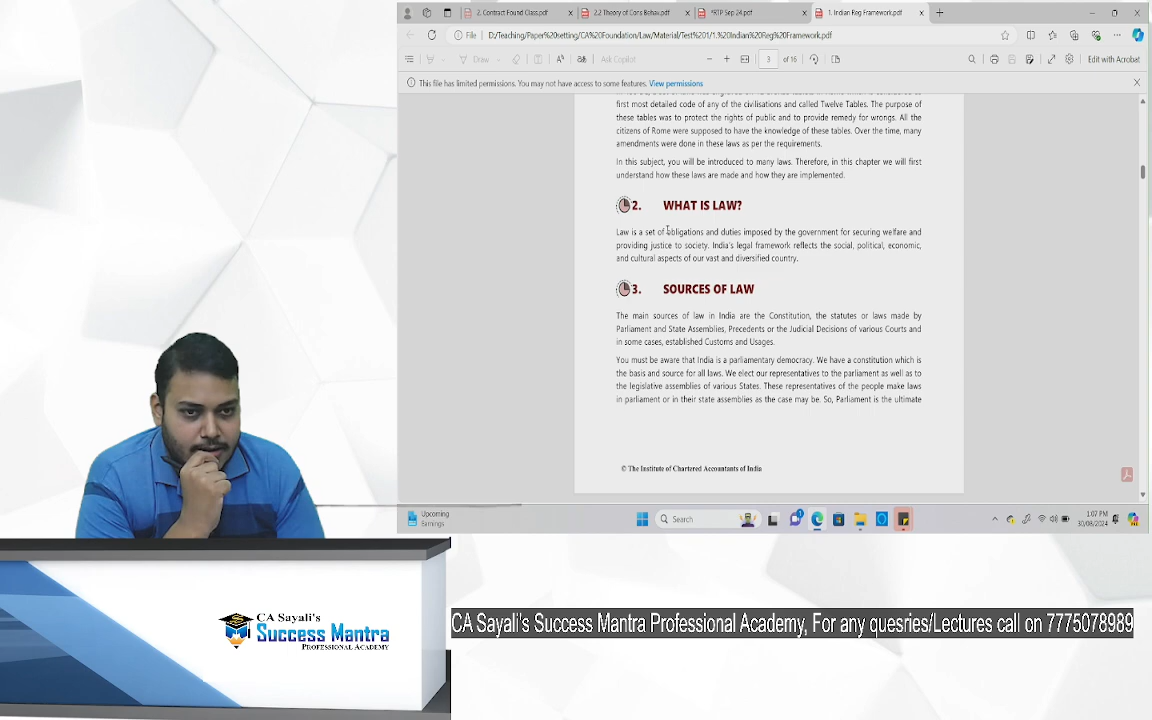 2. Contract Found Class.pdf
2.2 Theory of Cons Behav.pdf
*RTP Sep 24.pdf
1. Indian Reg Framework.pdf
File
D:/Teaching/Paper%20setting/CA%20Foundation/Law/Material/Test%201/1.%20Indian%20Reg%20Framework.pdf
Draw
Ask Copilot
3
of 16
Edit with Acrobat
This file has limited permissions. You may not have access to some features. View permissions
first most detailed code of any of the civilisations and called Twelve Tables. The purpose of
these tables was to protect the rights of public and to provide remedy for wrongs. All the
citizens of Rome were supposed to have the knowledge of these tables. Over the time, many
amendments were done in these laws as per the requirements.
In this subject, you will be introduced to many laws. Therefore, in this chapter we will first
understand how these laws are made and how they are implemented.
2. WHAT IS LAW?
Law is a set of obligations and duties imposed by the government for securing welfare and
providing justice to society. India's legal framework reflects the social, political, economic,
and cultural aspects of our vast and diversified country.
3. SOURCES OF LAW
The main sources of law in India are the Constitution, the statutes or laws made by
Parliament and State Assemblies, Precedents or the Judicial Decisions of various Courts and
in some cases, established Customs and Usages.
You must be aware that India is a parliamentary democracy. We have a constitution which is
the basis and source for all laws. We elect our representatives to the parliament as well as to
the legislative assemblies of various States. These representatives of the people make laws
in parliament or in their state assemblies as the case may be. So, Parliament is the ultimate
© The Institute of Chartered Accountants of India
Upcoming
Earnings
Search
1:07 PM
30/08/2024
CA Sayali's
Success Mantra
PROFESSIONAL ACADEMY
CA Sayali's Success Mantra Professional Academy, For any quesries/Lectures call on 7775078989